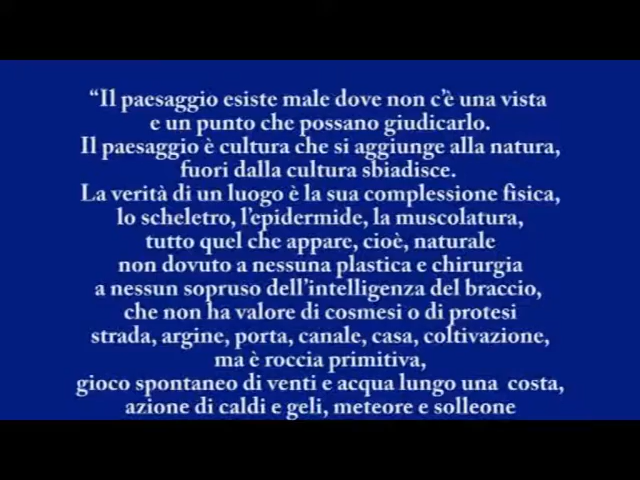 “Il paesaggio esiste male dove non c'è una vista
e un punto che possano giudicarlo.
Il paesaggio è cultura che si aggiunge alla natura,
fuori dalla cultura sbiadisce.
La verità di un luogo è la sua complessione fisica,
lo scheletro, l'epidermide, la muscolatura,
tutto quel che appare, cioè, naturale
non dovuto a nessuna plastica e chirurgia
a nessun sopruso dell'intelligenza del braccio,
che non ha valore di cosmesi o di protesi
strada, argine, porta, canale, casa, coltivazione,
ma è roccia primitiva,
gioco spontaneo di venti e acqua lungo una costa,
azione di caldi e geli, meteore e solleone